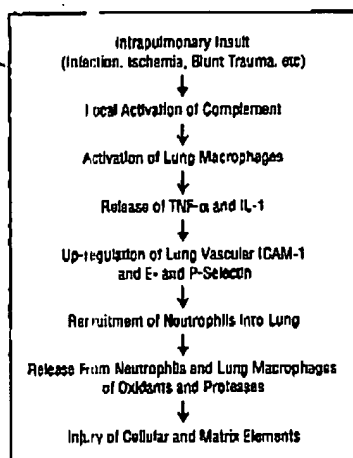 Intrapulmonary Insult
(Infection, Ischemia, Blunt Trauma, etc)
Local Activation of Complement
Activation of Lung Macrophages
Release of TNF-α and IL-1
Up-regulation of Lung Vascular ICAM-1
and E- and P-Selectin
Recruitment of Neutrophils Into Lung
Release From Neutrophils and Lung Macrophages
of Oxidants and Proteases
Injury of Cellular and Matrix Elements